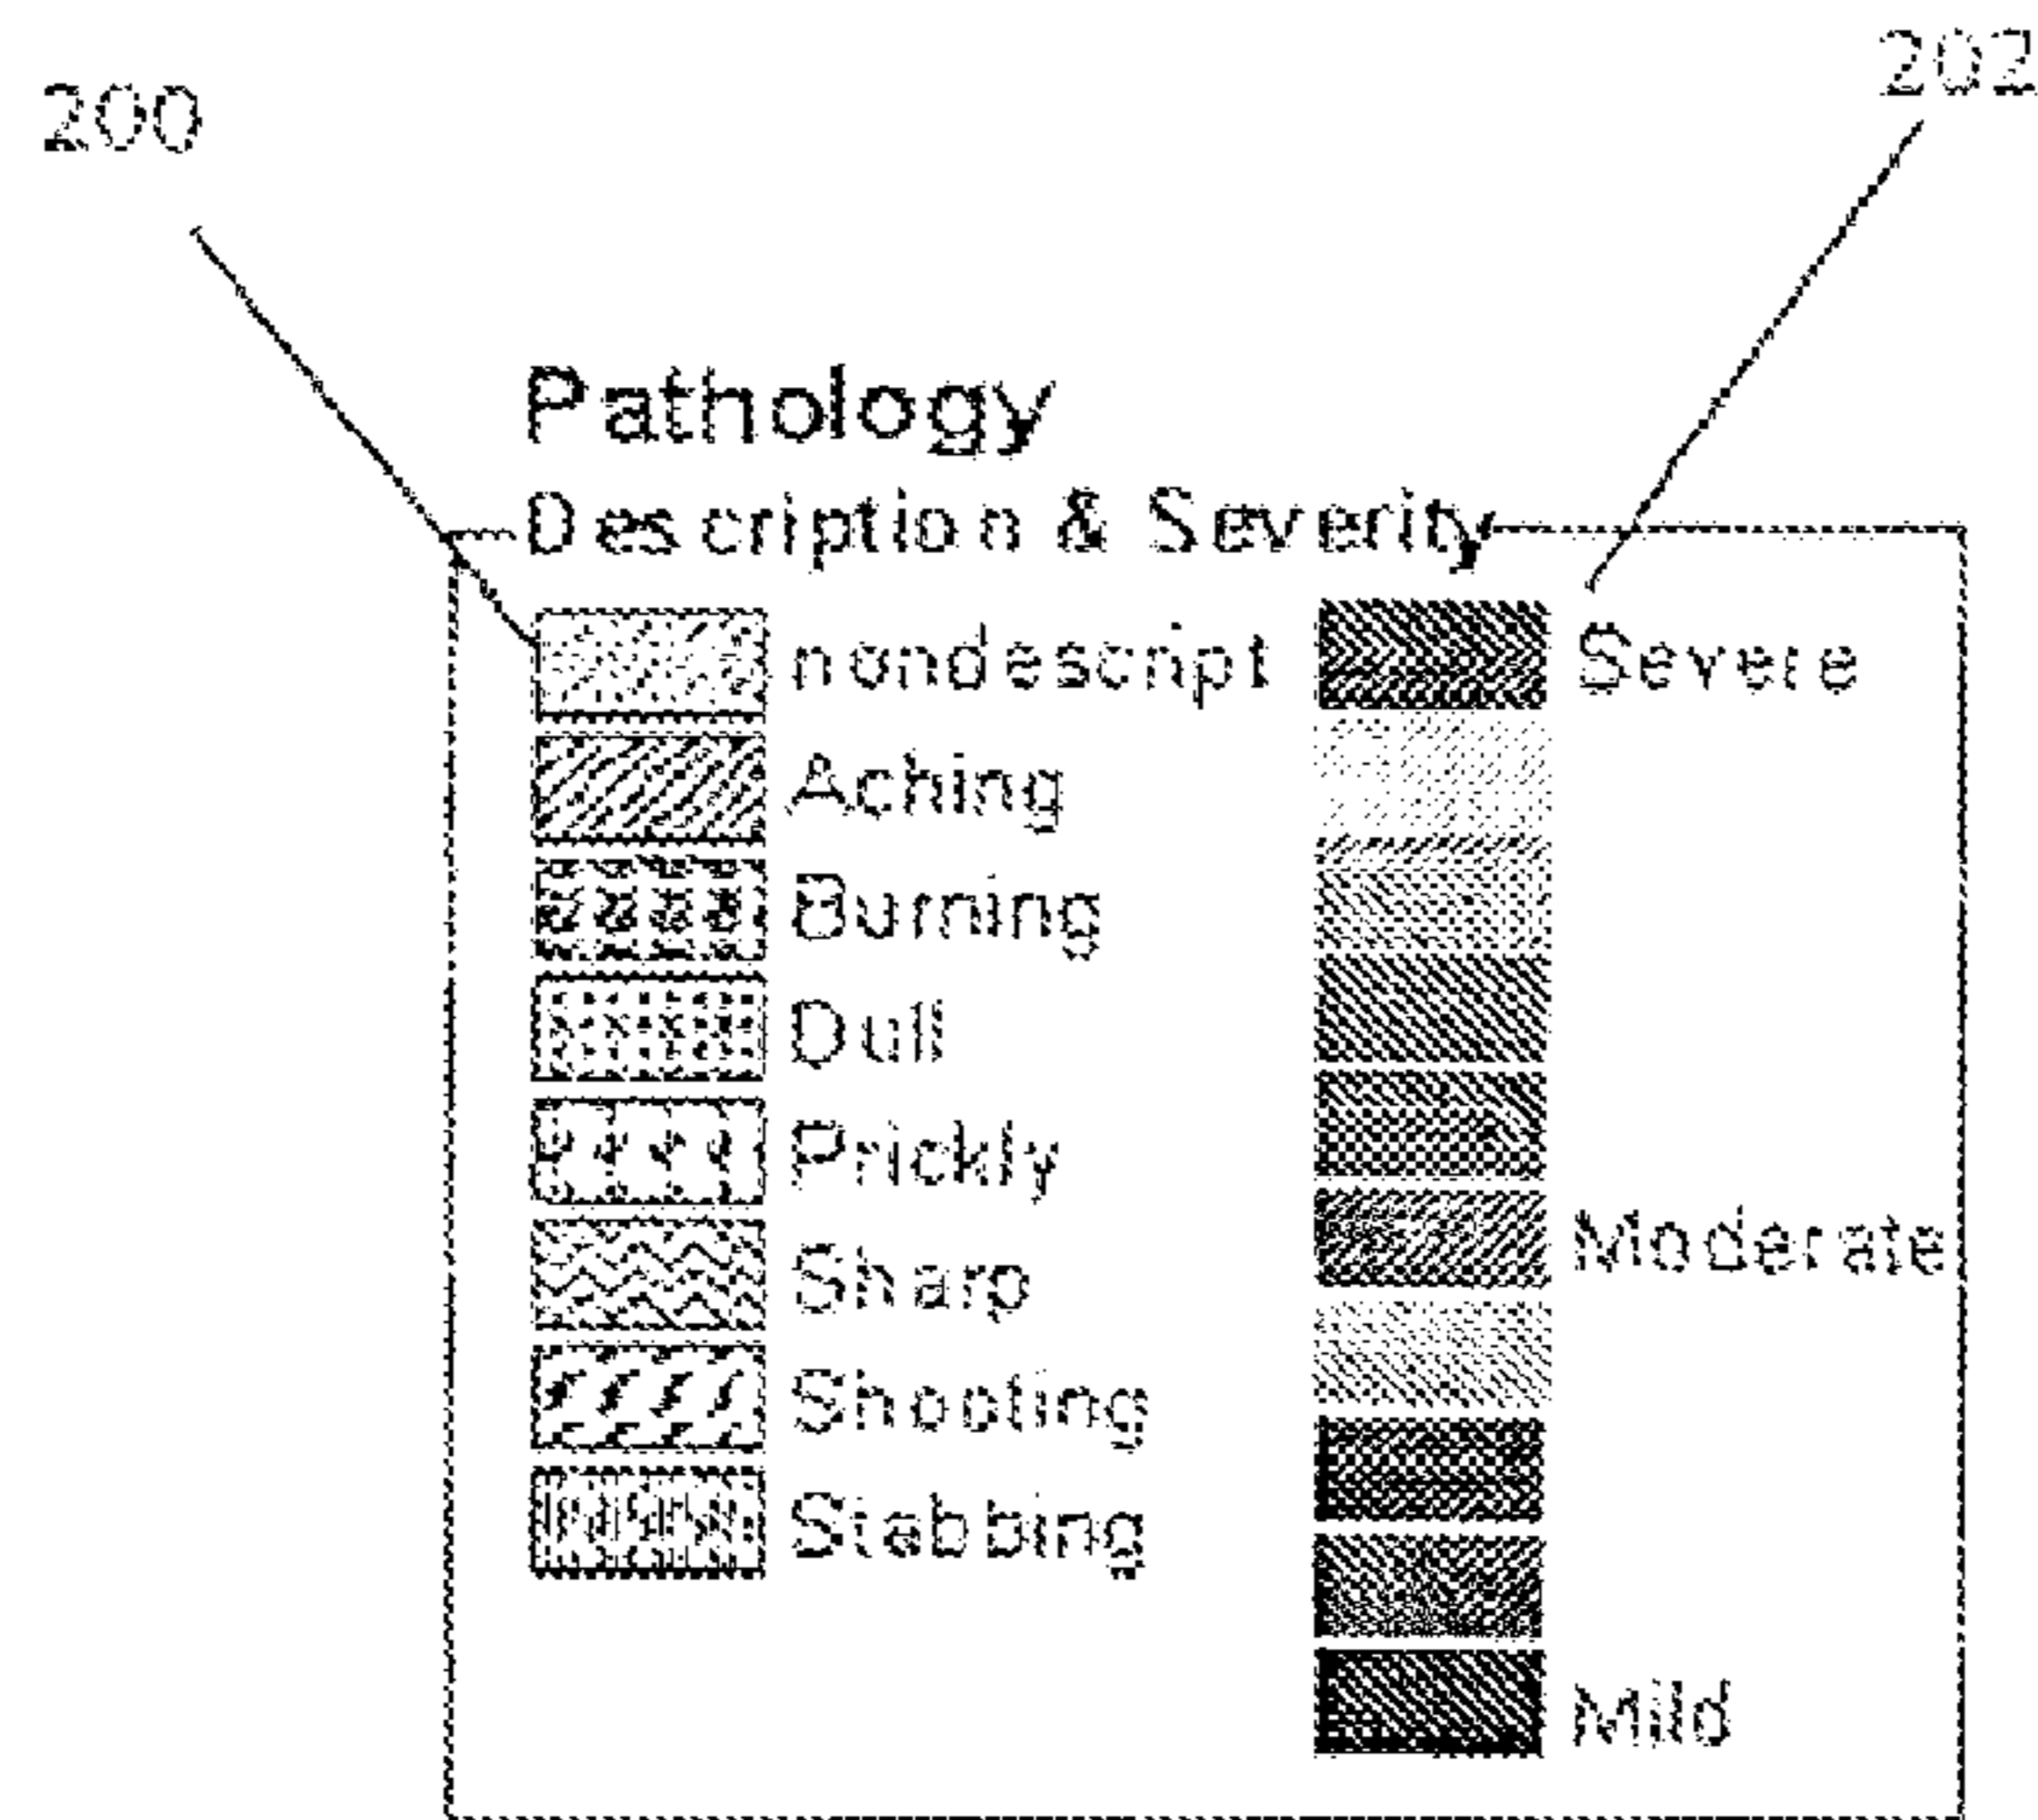 200
202
Pathology
Description & Severity
nondescript
Aching
Burning
Dull
Prickly
Sharp
Shooting
Stabbing
Severe
Moderate
Mild